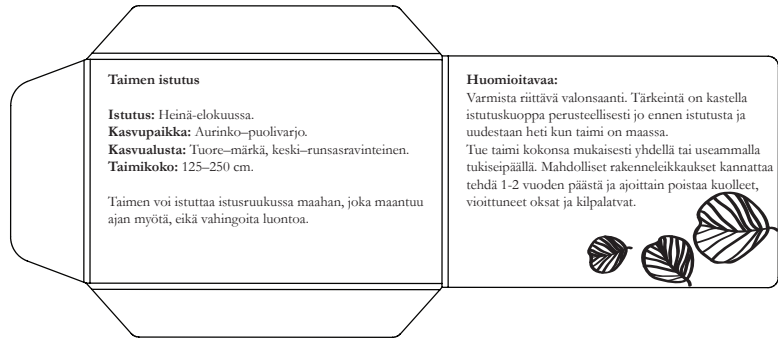 Taimen istutus
Istutus: Heinä-elokuussa.
Kasvupaikka: Aurinko–puolivarjo.
Kasvualusta: Tuore–märkä, keski–runsasravinteinen.
Taimikoko: 125–250 cm.
Taimen voi istuttaa istusruukussa maahan, joka maantuu
ajan myötä, eikä vahingoita luontoa.
Huomioitavaa:
Varmista riittävä valonsaanti. Tärkeintä on kastella
istutuskuoppa perusteellisesti jo ennen istutusta ja
uudestaan heti kun taimi on maassa.
Tue taimi kokonsa mukaisesti yhdellä tai useammalla
tukiseipäällä. Mahdolliset rakenneleikkaukset kannattaa
tehdä 1-2 vuoden päästä ja ajoittain poistaa kuolleet,
vioittuneet oksat ja kilpalatvat.